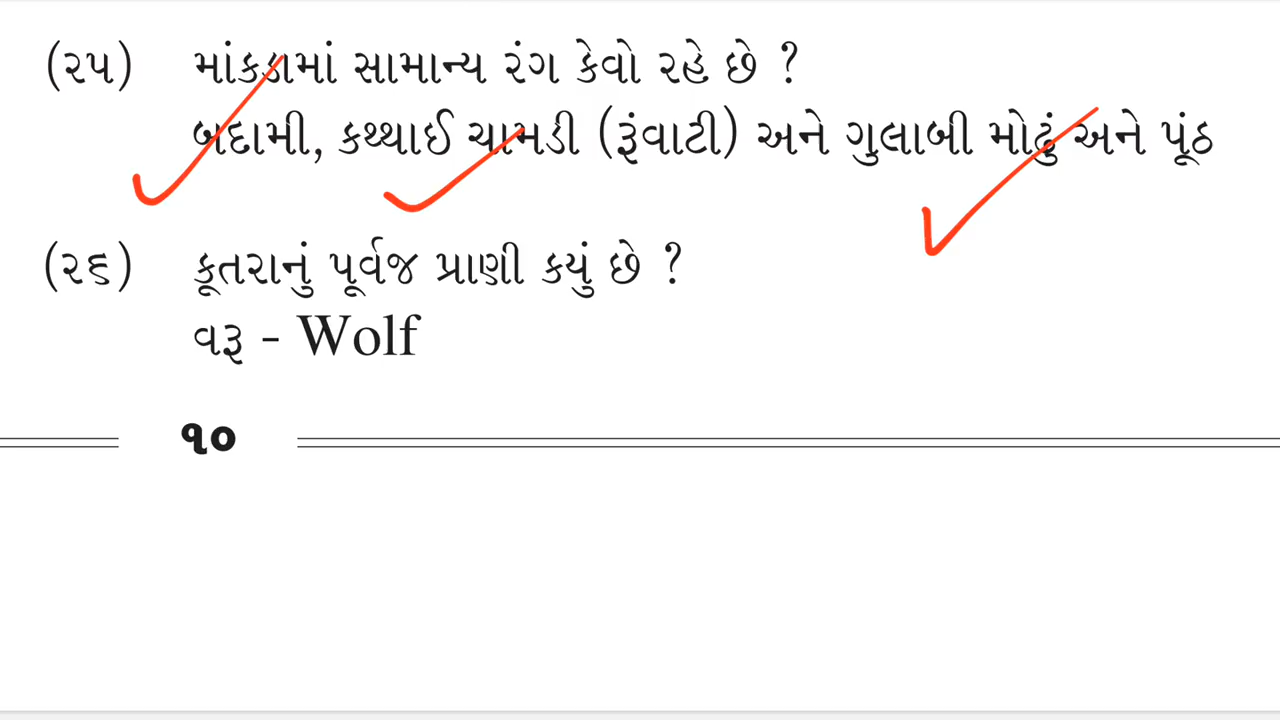 (૨૫) માંકડામાં સામાન્ય રંગ કેવો રહે છે ?
બદામી, કથ્થાઈ ચામડી (રૂંવાટી) અને ગુલાબી મોઢું અને પૂંઠ
(૨૬) કૂતરાનું પૂર્વજ પ્રાણી કયું છે ?
વરૂ - Wolf
૧૦